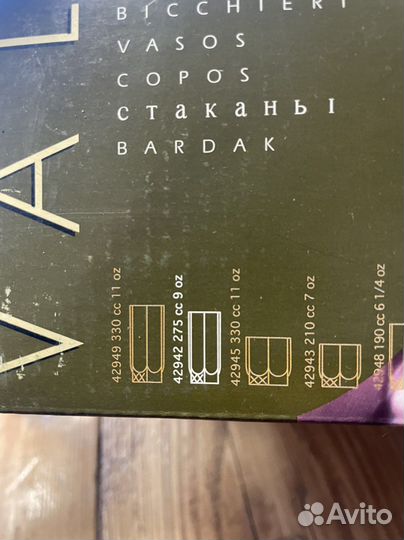 BICCHIERI
VASOS
COPOS
стаканы
BARDAK
VAL
42949 330 cc 11 oz
42942 275 cc 9 oz
42945 330 cc 11 oz
42943 210 cc 7 oz
42948 190 cc 6 1/4 oz
Avito